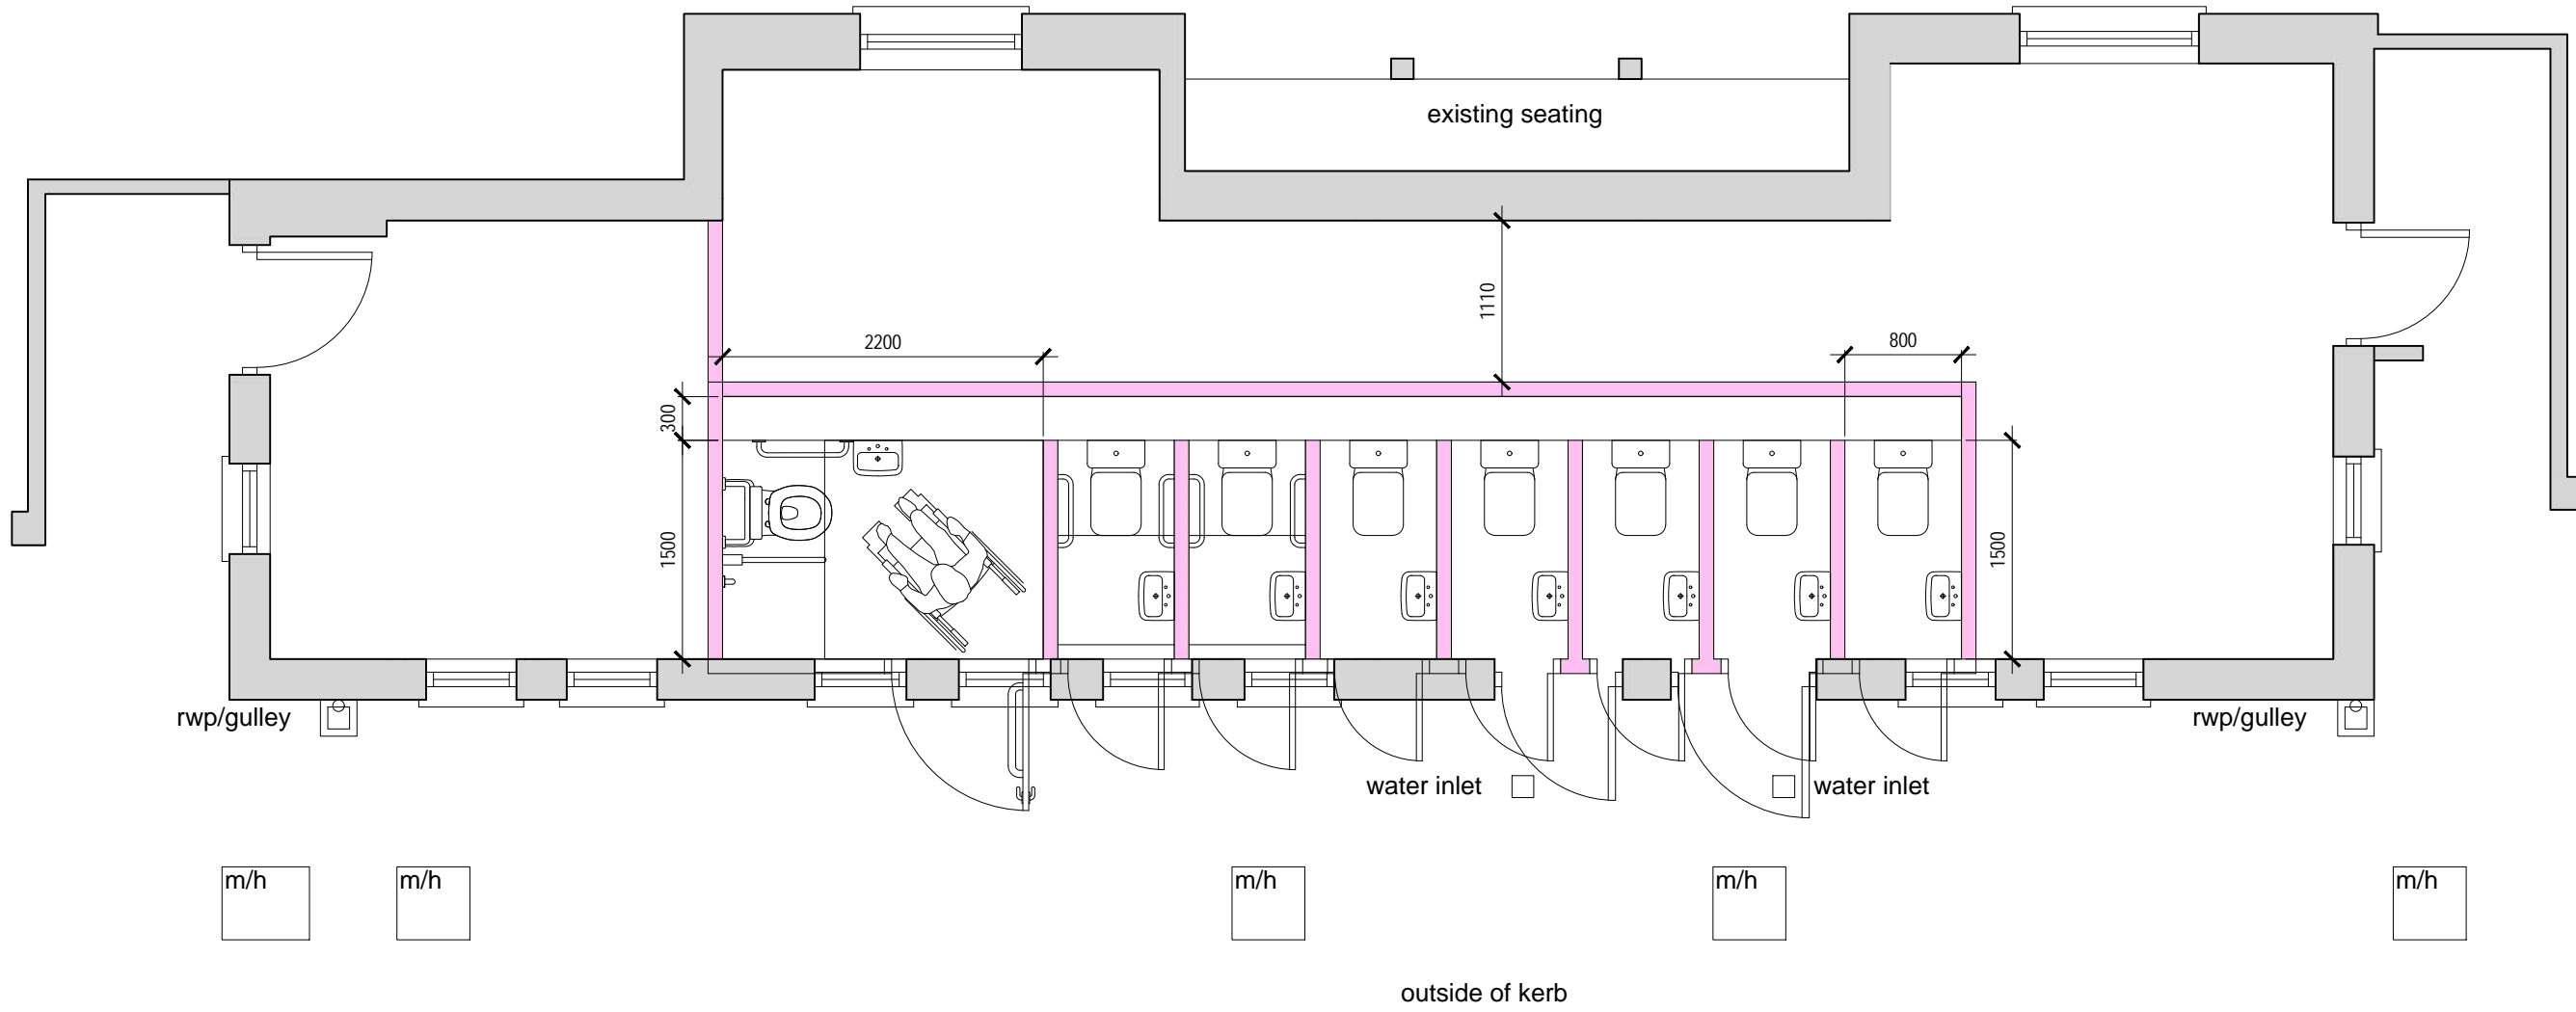 existing seating
1110
2200
800
300
1500
1500
rwp/gulley
rwp/gulley
water inlet
water inlet
m/h
m/h
m/h
m/h
m/h
outside of kerb